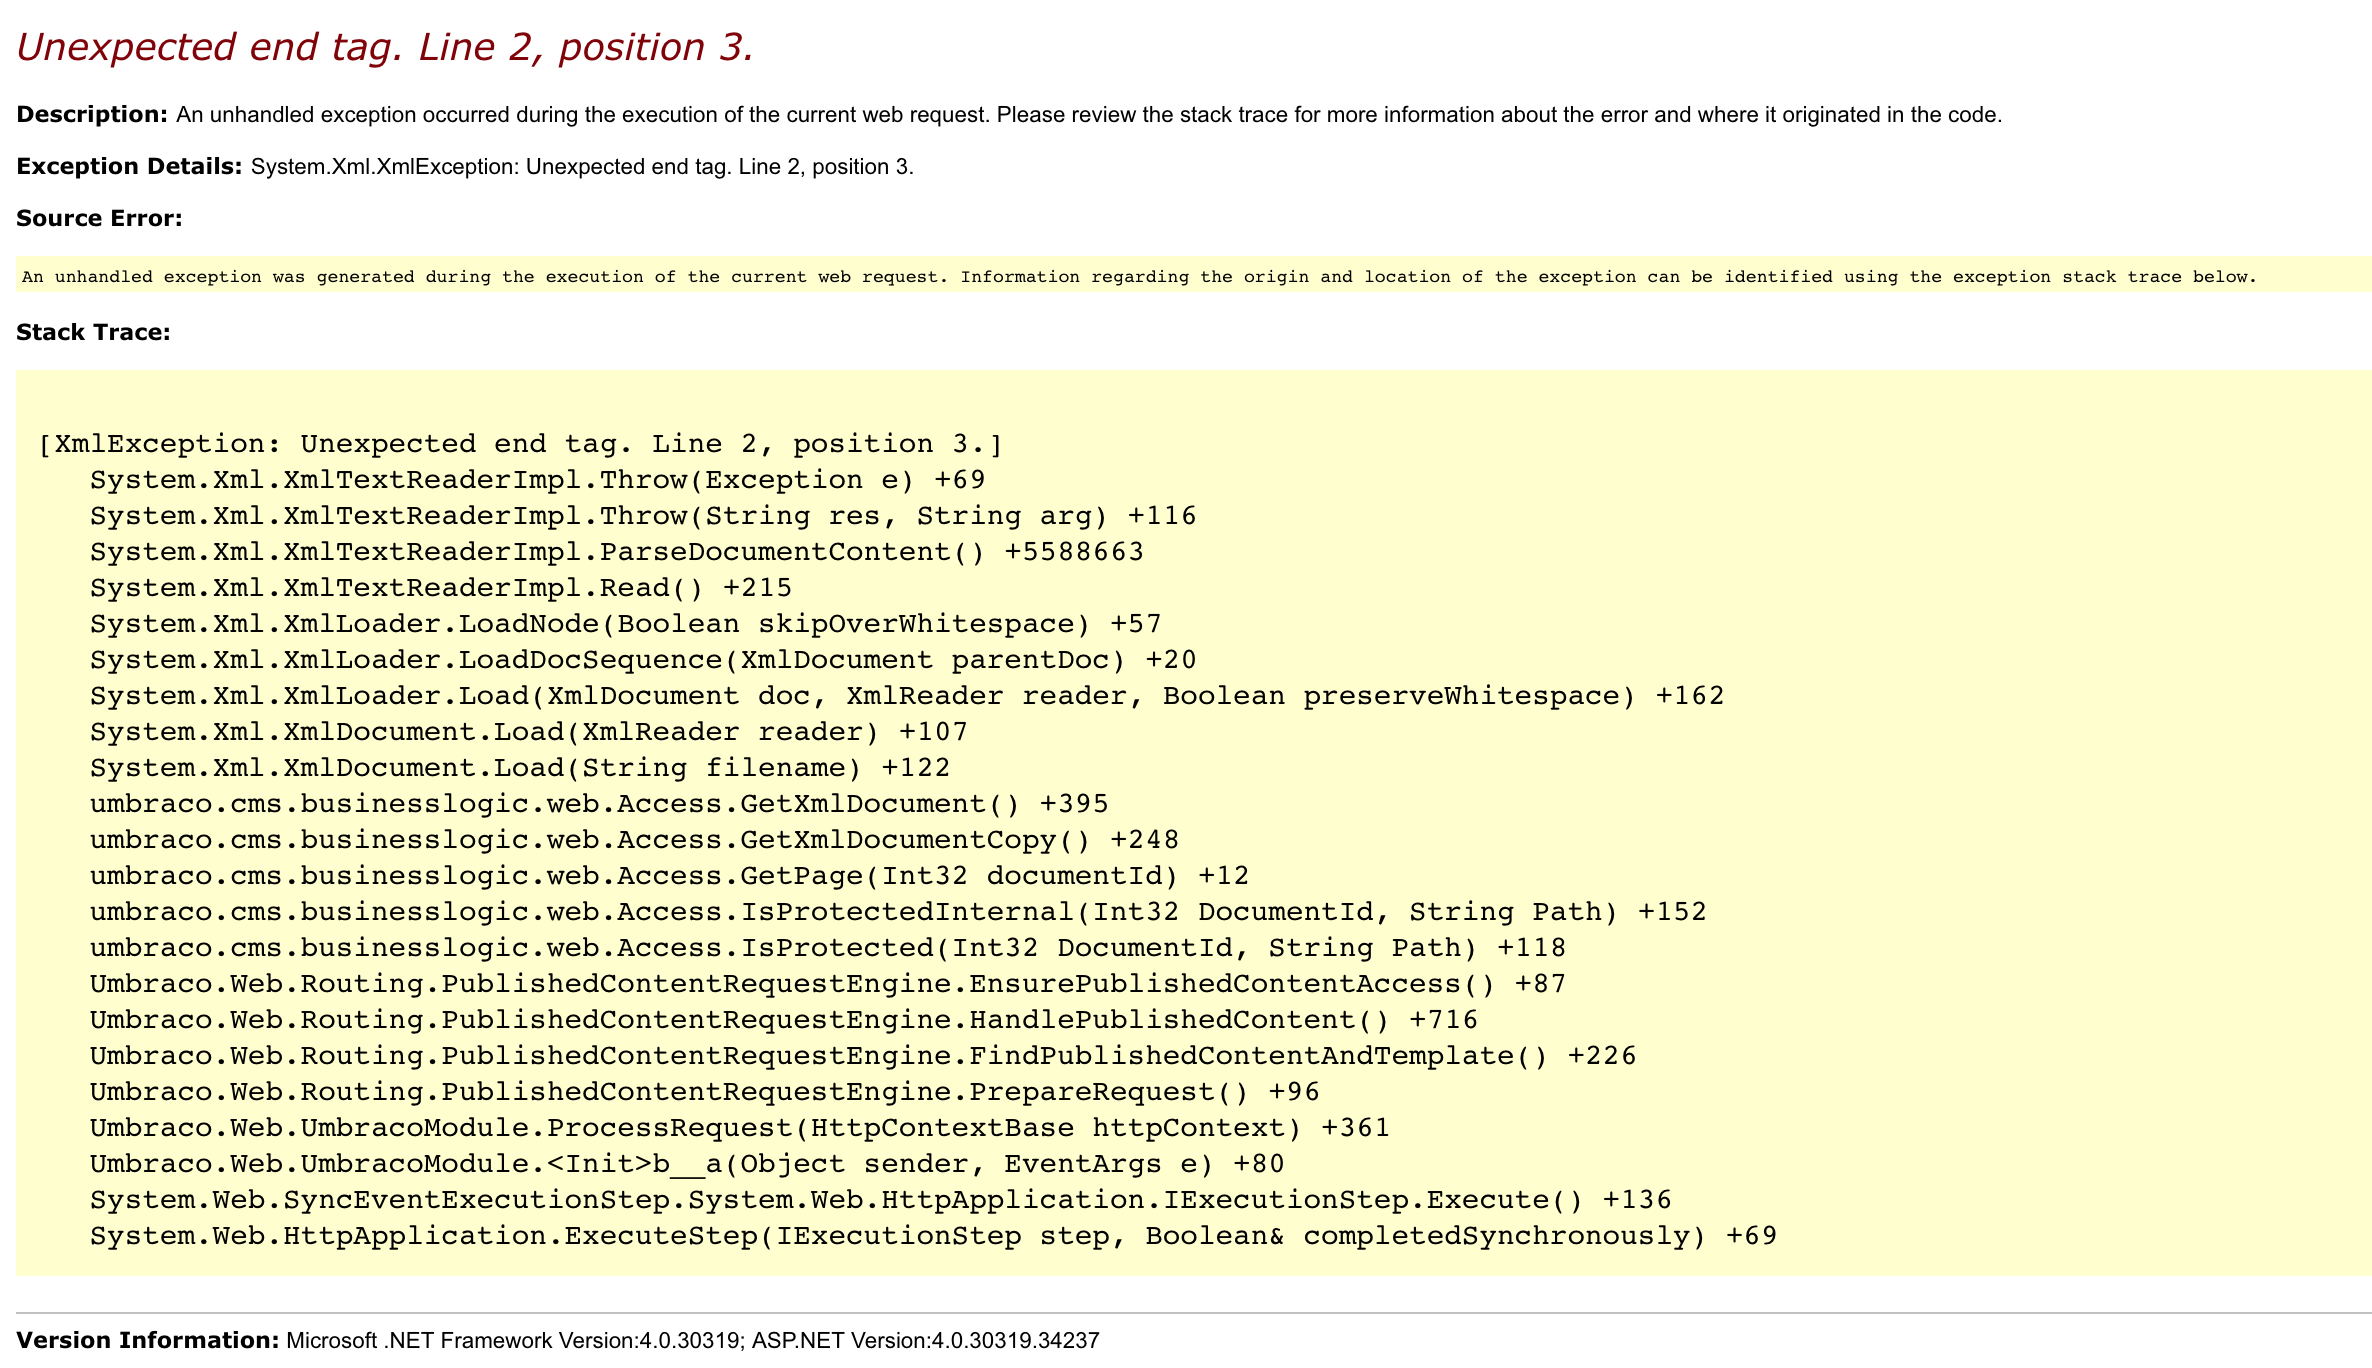 Unexpected end tag. Line 2, position 3.
Description: An unhandled exception occurred during the execution of the current web request. Please review the stack trace for more information about the error and where it originated in the code.
Exception Details: System.Xml.XmlException: Unexpected end tag. Line 2, position 3.
Source Error:
An unhandled exception was generated during the execution of the current web request. Information regarding the origin and location of the exception can be identified using the exception stack trace below.
Stack Trace:
[XmlException: Unexpected end tag. Line 2, position 3.]
   System.Xml.XmlTextReaderImpl.Throw(Exception e) +69
   System.Xml.XmlTextReaderImpl.Throw(String res, String arg) +116
   System.Xml.XmlTextReaderImpl.ParseDocumentContent() +5588663
   System.Xml.XmlTextReaderImpl.Read() +215
   System.Xml.XmlLoader.LoadNode(Boolean skipOverWhitespace) +57
   System.Xml.XmlLoader.LoadDocSequence(XmlDocument parentDoc) +20
   System.Xml.XmlLoader.Load(XmlDocument doc, XmlReader reader, Boolean preserveWhitespace) +162
   System.Xml.XmlDocument.Load(XmlReader reader) +107
   System.Xml.XmlDocument.Load(String filename) +122
   umbraco.cms.businesslogic.web.Access.GetXmlDocument() +395
   umbraco.cms.businesslogic.web.Access.GetXmlDocumentCopy() +248
   umbraco.cms.businesslogic.web.Access.GetPage(Int32 documentId) +12
   umbraco.cms.businesslogic.web.Access.IsProtectedInternal(Int32 DocumentId, String Path) +152
   umbraco.cms.businesslogic.web.Access.IsProtected(Int32 DocumentId, String Path) +118
   Umbraco.Web.Routing.PublishedContentRequestEngine.EnsurePublishedContentAccess() +87
   Umbraco.Web.Routing.PublishedContentRequestEngine.HandlePublishedContent() +716
   Umbraco.Web.Routing.PublishedContentRequestEngine.FindPublishedContentAndTemplate() +226
   Umbraco.Web.Routing.PublishedContentRequestEngine.PrepareRequest() +96
   Umbraco.Web.UmbracoModule.ProcessRequest(HttpContextBase httpContext) +361
   Umbraco.Web.UmbracoModule.<Init>b__a(Object sender, EventArgs e) +80
   System.Web.SyncEventExecutionStep.System.Web.HttpApplication.IExecutionStep.Execute() +136
   System.Web.HttpApplication.ExecuteStep(IExecutionStep step, Boolean& completedSynchronously) +69
Version Information: Microsoft .NET Framework Version:4.0.30319; ASP.NET Version:4.0.30319.34237